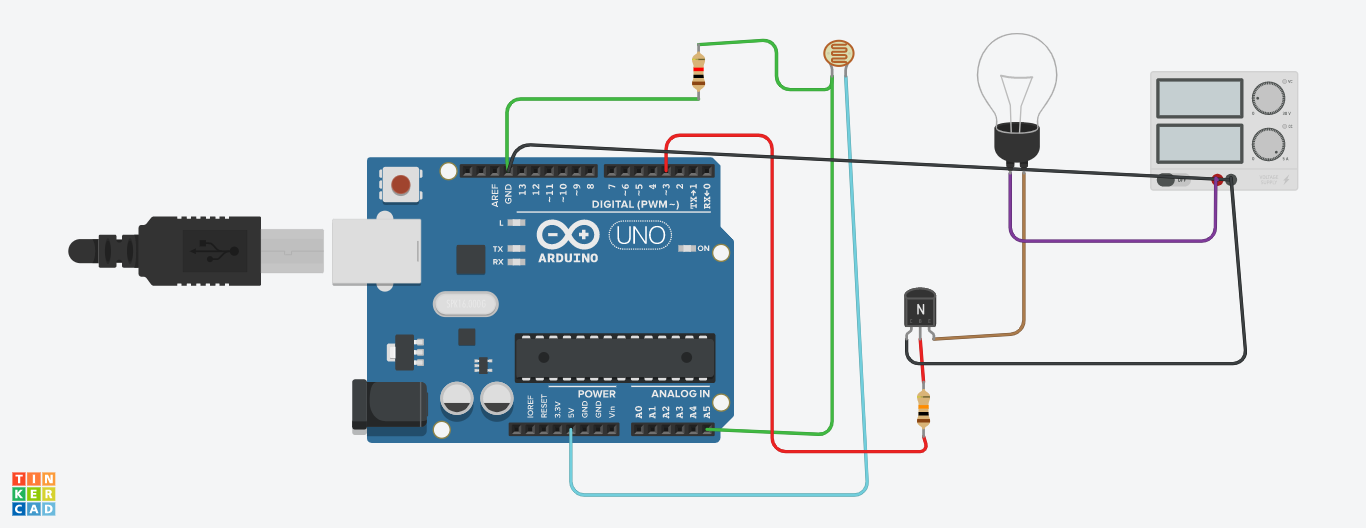 AREF
GND
13
12
~11
~10
~9
8
7
~6
~5
4
~3
2
TX→1
RX←0
DIGITAL (PWM~)
L
TX
RX
ARDUINO
UNO
ON
N
POWER
ANALOG IN
IOREF
RESET
3.3V
5V
GND
GND
Vin
A0
A1
A2
A3
A4
A5
OFF
TIN
KER
CAD